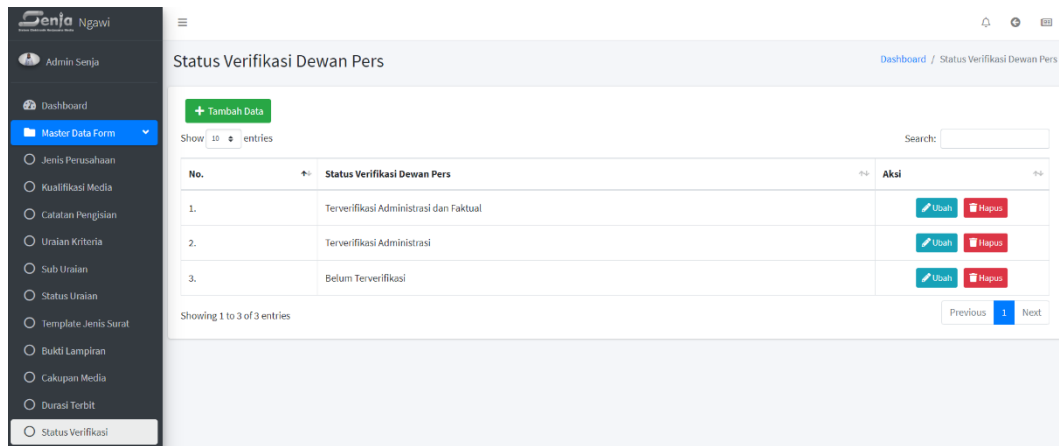 Senja Ngawi
Admin Senja
Dashboard
Master Data Form
Jenis Perusahaan
Kualifikasi Media
Catatan Pengisian
Uraian Kriteria
Sub Uraian
Status Uraian
Template Jenis Surat
Bukti Lampiran
Cakupan Media
Durasi Terbit
Status Verifikasi
Status Verifikasi Dewan Pers
Dashboard / Status Verifikasi Dewan Pers
+ Tambah Data
Show 10 entries
Search:
No. Status Verifikasi Dewan Pers Aksi
1. Terverifikasi Administrasi dan Faktual Ubah Hapus
2. Terverifikasi Administrasi Ubah Hapus
3. Belum Terverifikasi Ubah Hapus
Showing 1 to 3 of 3 entries
Previous 1 Next